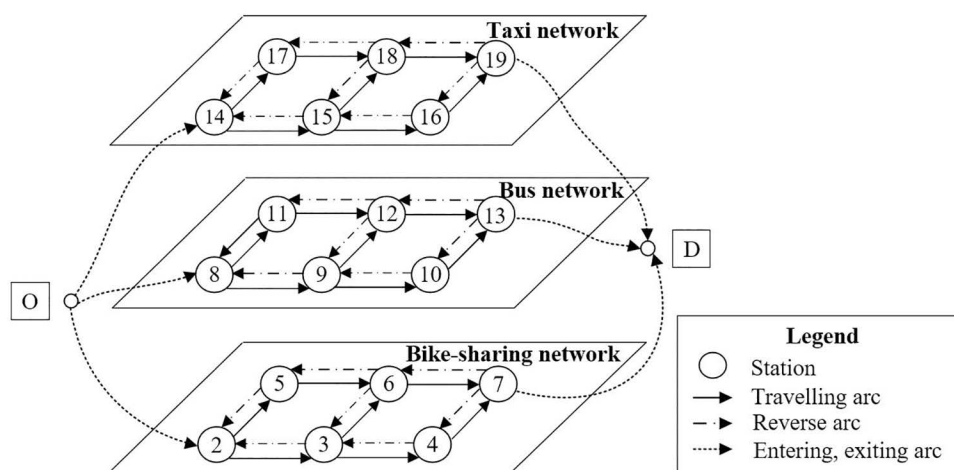 Taxi network
17 18 19
14 15 16
Bus network
11 12 13
8 9 10
O
D
Bike-sharing network
5 6 7
2 3 4
Legend
Station
Travelling arc
Reverse arc
Entering, exiting arc